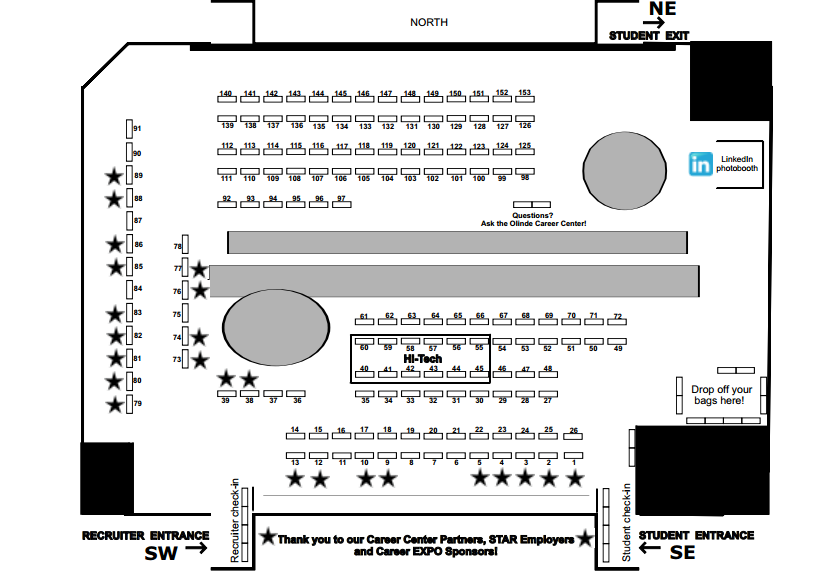 NORTH
NE
STUDENT EXIT
140 141 142 143 144 145 146 147 148 149 150 151 152 153
139 138 137 136 135 134 133 132 131 130 129 128 127 126
91
112 113 114 115 116 117 118 119 120 121 122 123 124 125
90
in
LinkedIn
photobooth
111 110 109 108 107 106 105 104 103 102 101 100 99 98
89
88
92 93 94 95 96 97
87
Questions?
Ask the Olinde Career Center!
86
78
85
77
84
76
83
75
61 62 63 64 65 66 67 68 69 70 71 72
82
74
60 59 58 57 56 55 54 53 52 51 50 49
81
73
HI-Tech
40 41 42 43 44 45 46 47 48
80
79
39 38 37 36
35 34 33 32 31 30 29 28 27
Drop off your
bags here!
14 15 16 17 18 19 20 21 22 23 24 25 26
13 12 11 10 9 8 7 6 5 4 3 2 1
Recruiter check-in
Student check-in
RECRUITER ENTRANCE
SW
Thank you to our Career Center Partners, STAR Employers
and Career EXPO Sponsors!
STUDENT ENTRANCE
SE